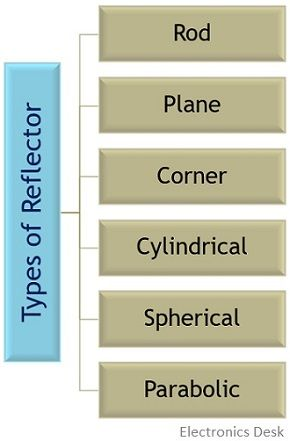 Types of Reflector
Rod
Plane
Corner
Cylindrical
Spherical
Parabolic
Electronics Desk